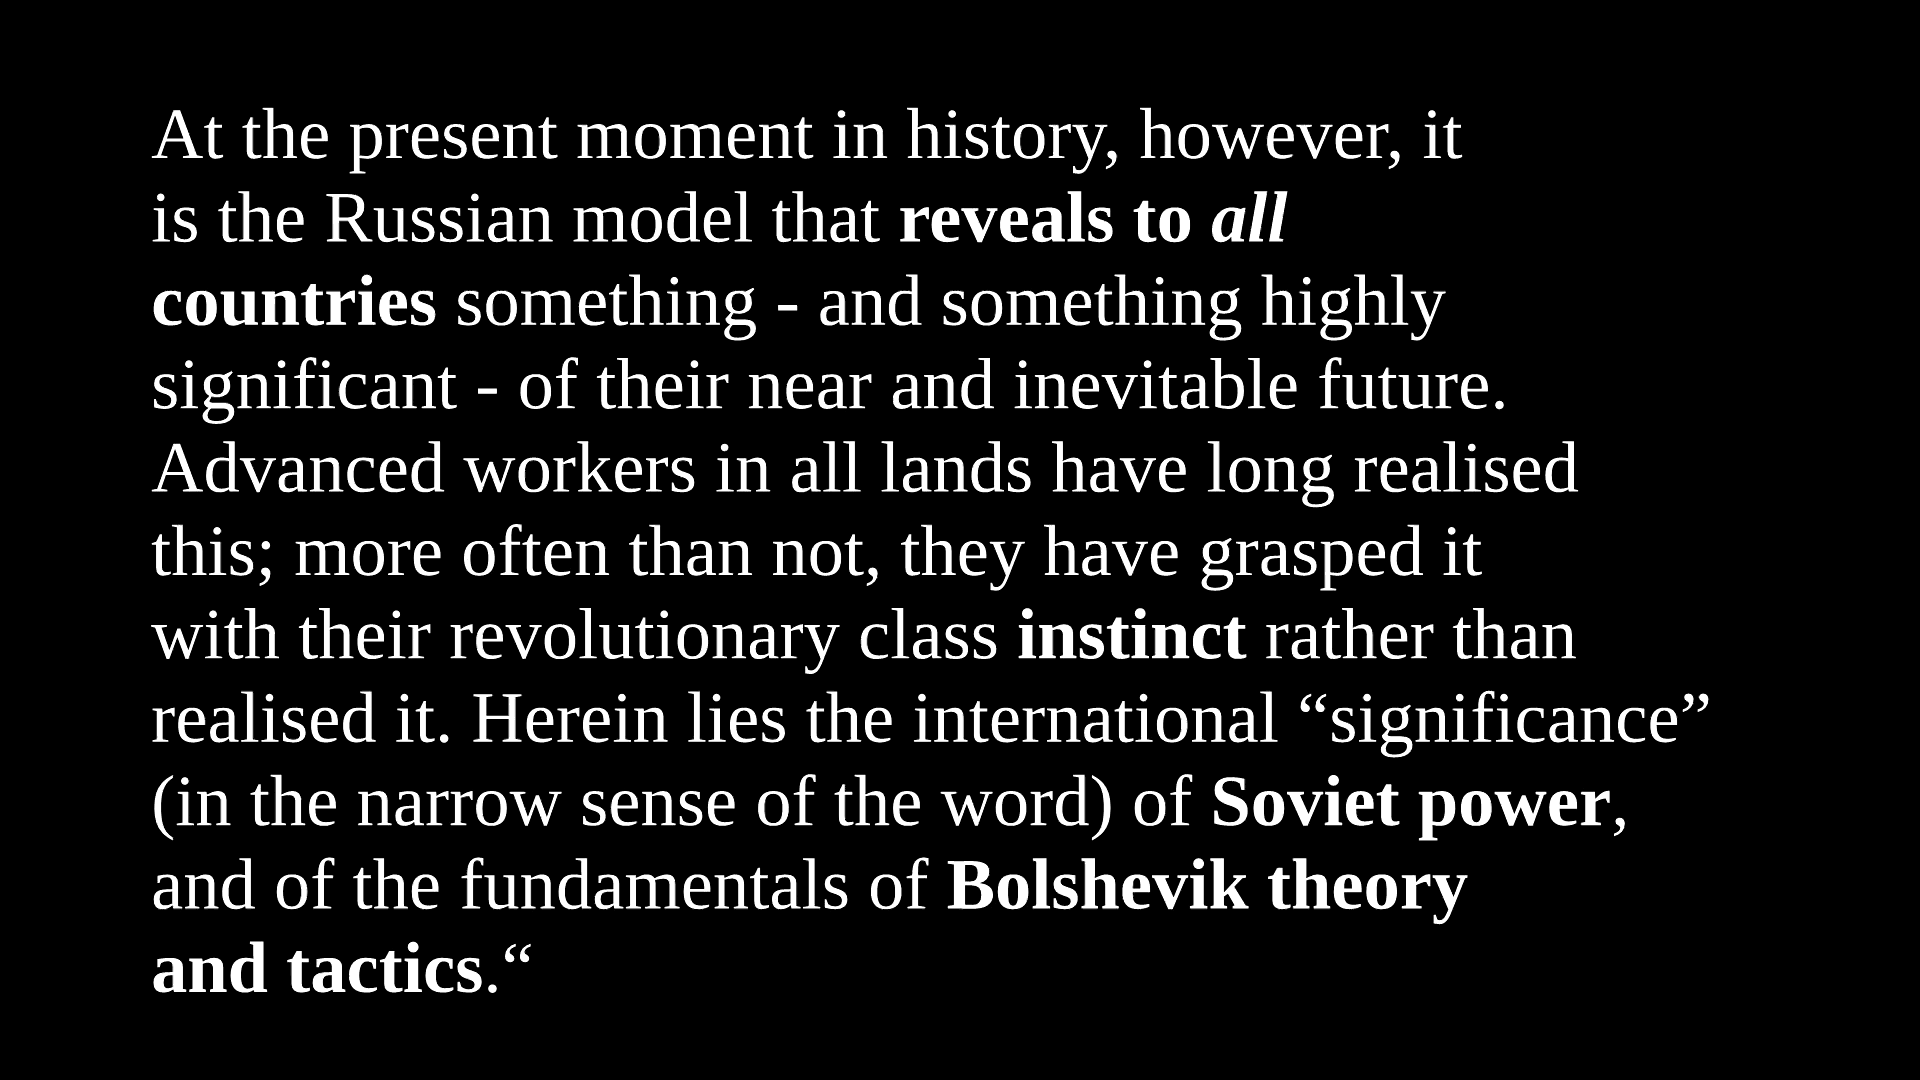 At the present moment in history, however, it
is the Russian model that reveals to all
countries something - and something highly
significant - of their near and inevitable future.
Advanced workers in all lands have long realised
this; more often than not, they have grasped it
with their revolutionary class instinct rather than
realised it. Herein lies the international “significance”
(in the narrow sense of the word) of Soviet power,
and of the fundamentals of Bolshevik theory
and tactics.“